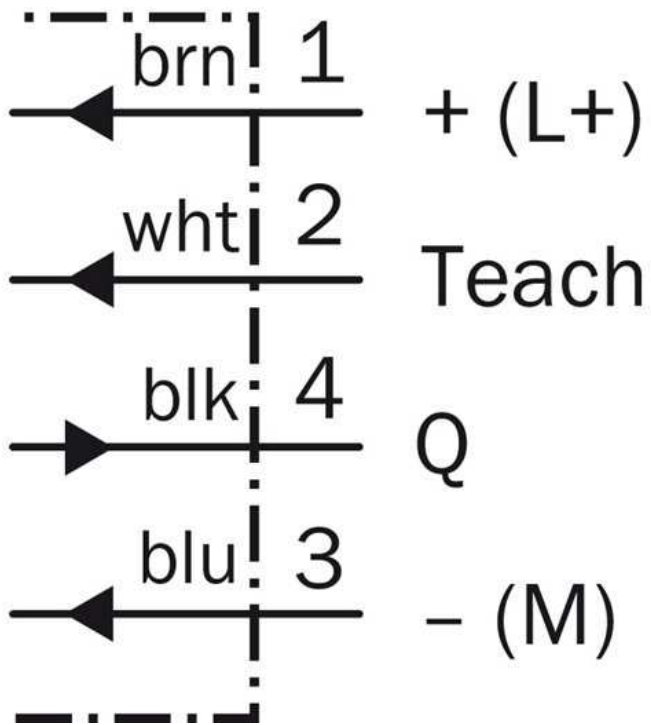 brn 1 + (L+)
wht 2 Teach
blk 4 Q
blu 3 – (M)